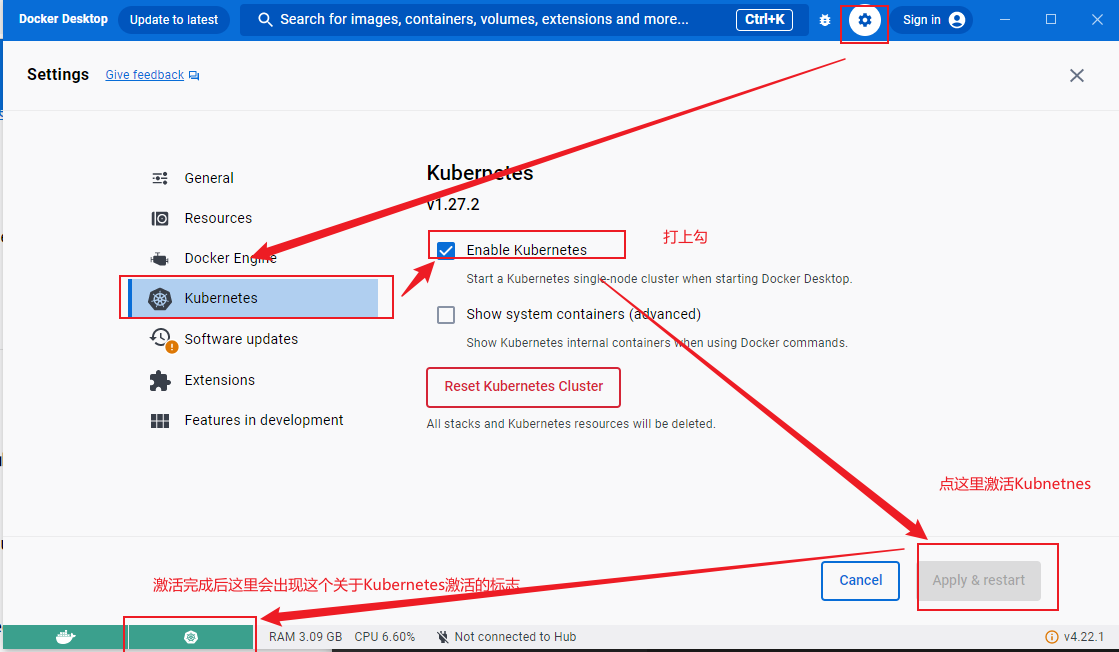 Docker Desktop
Update to latest
Search for images, containers, volumes, extensions and more...
Ctrl+K
Sign in
Settings
Give feedback
General
Resources
Docker Engine
Kubernetes
Software updates
Extensions
Features in development
Kubernetes
v1.27.2
Enable Kubernetes
打上勾
Start a Kubernetes single-node cluster when starting Docker Desktop.
Show system containers (advanced)
Show Kubernetes internal containers when using Docker commands.
Reset Kubernetes Cluster
All stacks and Kubernetes resources will be deleted.
点这里激活Kubnetnes
激活完成后这里会出现这个关于Kubernetes激活的标志
Cancel
Apply & restart
RAM 3.09 GB CPU 6.60%
Not connected to Hub
v4.22.1